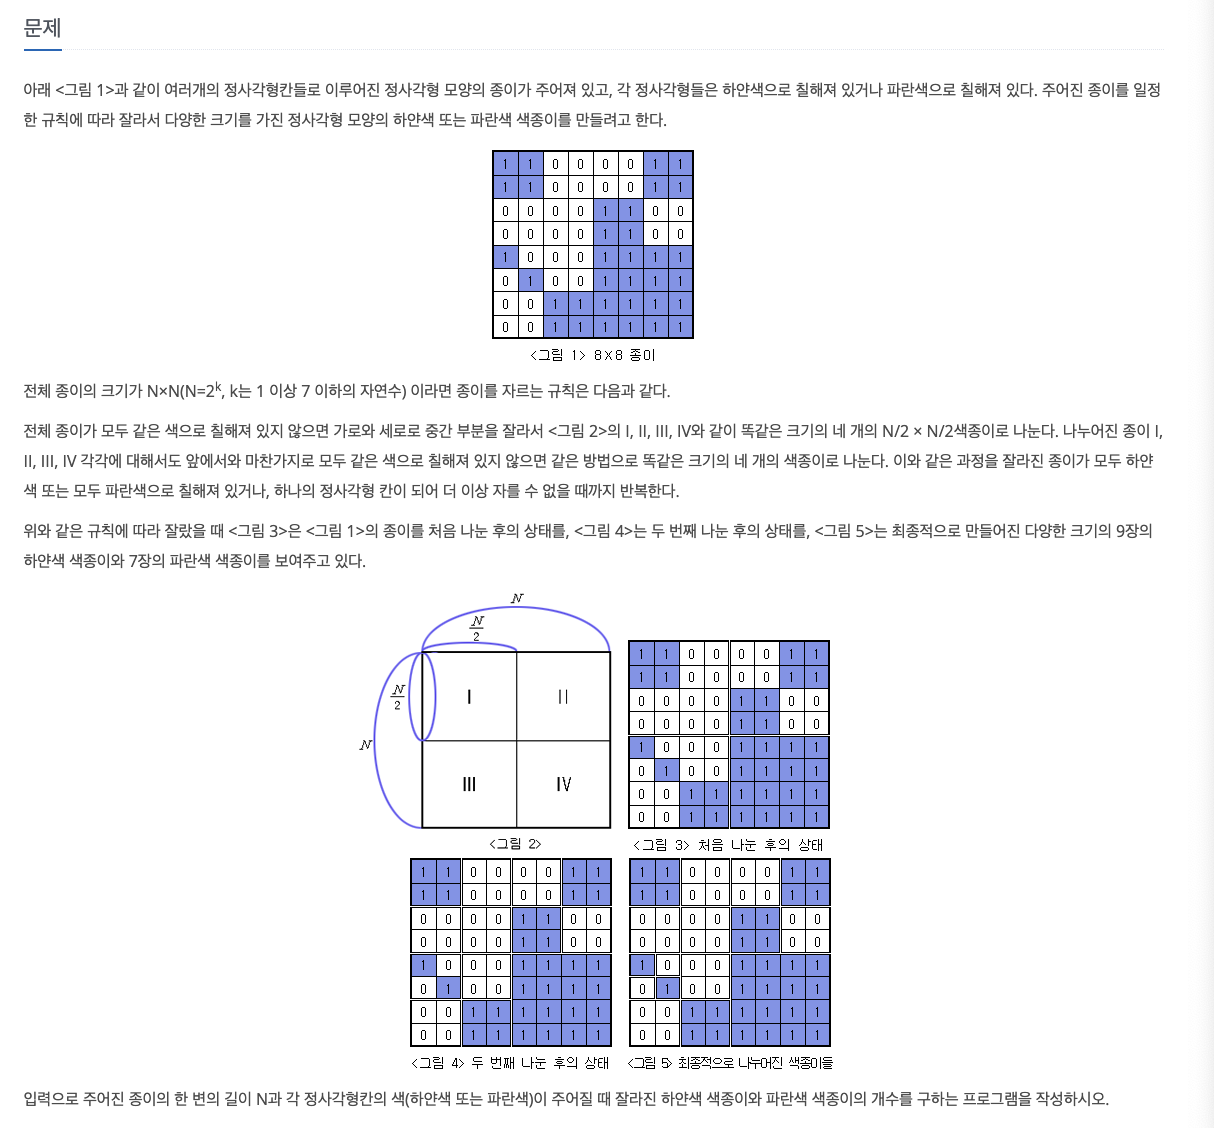 문제
아래 <그림 1>과 같이 여러개의 정사각형칸들로 이루어진 정사각형 모양의 종이가 주어져 있고, 각 정사각형들은 하얀색으로 칠해져 있거나 파란색으로 칠해져 있다. 주어진 종이를 일정
한 규칙에 따라 잘라서 다양한 크기를 가진 정사각형 모양의 하얀색 또는 파란색 색종이를 만들려고 한다.
1 1 0 0 0 0 1 1
1 1 0 0 0 0 1 1
0 0 0 0 1 1 0 0
0 0 0 0 1 1 0 0
1 0 0 0 1 1 1 1
0 1 0 0 1 1 1 1
0 0 1 1 1 1 1 1
0 0 1 1 1 1 1 1
<그림 1> 8X8 종이
전체 종이의 크기가 N×N(N=2ᵏ, k는 1 이상 7 이하의 자연수) 이라면 종이를 자르는 규칙은 다음과 같다.
전체 종이가 모두 같은 색으로 칠해져 있지 않으면 가로와 세로로 중간 부분을 잘라서 <그림 2>의 I, II, III, IV와 같이 똑같은 크기의 네 개의 N/2 × N/2색종이로 나눈다. 나누어진 종이 I,
II, III, IV 각각에 대해서도 앞에서와 마찬가지로 모두 같은 색으로 칠해져 있지 않으면 같은 방법으로 똑같은 크기의 네 개의 색종이로 나눈다. 이와 같은 과정을 잘라진 종이가 모두 하얀
색 또는 모두 파란색으로 칠해져 있거나, 하나의 정사각형 칸이 되어 더 이상 자를 수 없을 때까지 반복한다.
위와 같은 규칙에 따라 잘랐을 때 <그림 3>은 <그림 1>의 종이를 처음 나눈 후의 상태를, <그림 4>는 두 번째 나눈 후의 상태를, <그림 5>는 최종적으로 만들어진 다양한 크기의 9장의
하얀색 색종이와 7장의 파란색 색종이를 보여주고 있다.
N
N
2
N
2
N
I II
III IV
<그림 2>
1 1 0 0 0 0 1 1
1 1 0 0 0 0 1 1
0 0 0 0 1 1 0 0
0 0 0 0 1 1 0 0
1 0 0 0 1 1 1 1
0 1 0 0 1 1 1 1
0 0 1 1 1 1 1 1
0 0 1 1 1 1 1 1
<그림 3> 처음 나눈 후의 상태
1 1 0 0 0 0 1 1
1 1 0 0 0 0 1 1
0 0 0 0 1 1 0 0
0 0 0 0 1 1 0 0
1 0 0 0 1 1 1 1
0 1 0 0 1 1 1 1
0 0 1 1 1 1 1 1
0 0 1 1 1 1 1 1
<그림 4> 두 번째 나눈 후의 상태
1 1 0 0 0 0 1 1
1 1 0 0 0 0 1 1
0 0 0 0 1 1 0 0
0 0 0 0 1 1 0 0
1 0 0 0 1 1 1 1
0 1 0 0 1 1 1 1
0 0 1 1 1 1 1 1
0 0 1 1 1 1 1 1
<그림 5> 최종적으로 나누어진 색종이들
입력으로 주어진 종이의 한 변의 길이 N과 각 정사각형칸의 색(하얀색 또는 파란색)이 주어질 때 잘라진 하얀색 색종이와 파란색 색종이의 개수를 구하는 프로그램을 작성하시오.